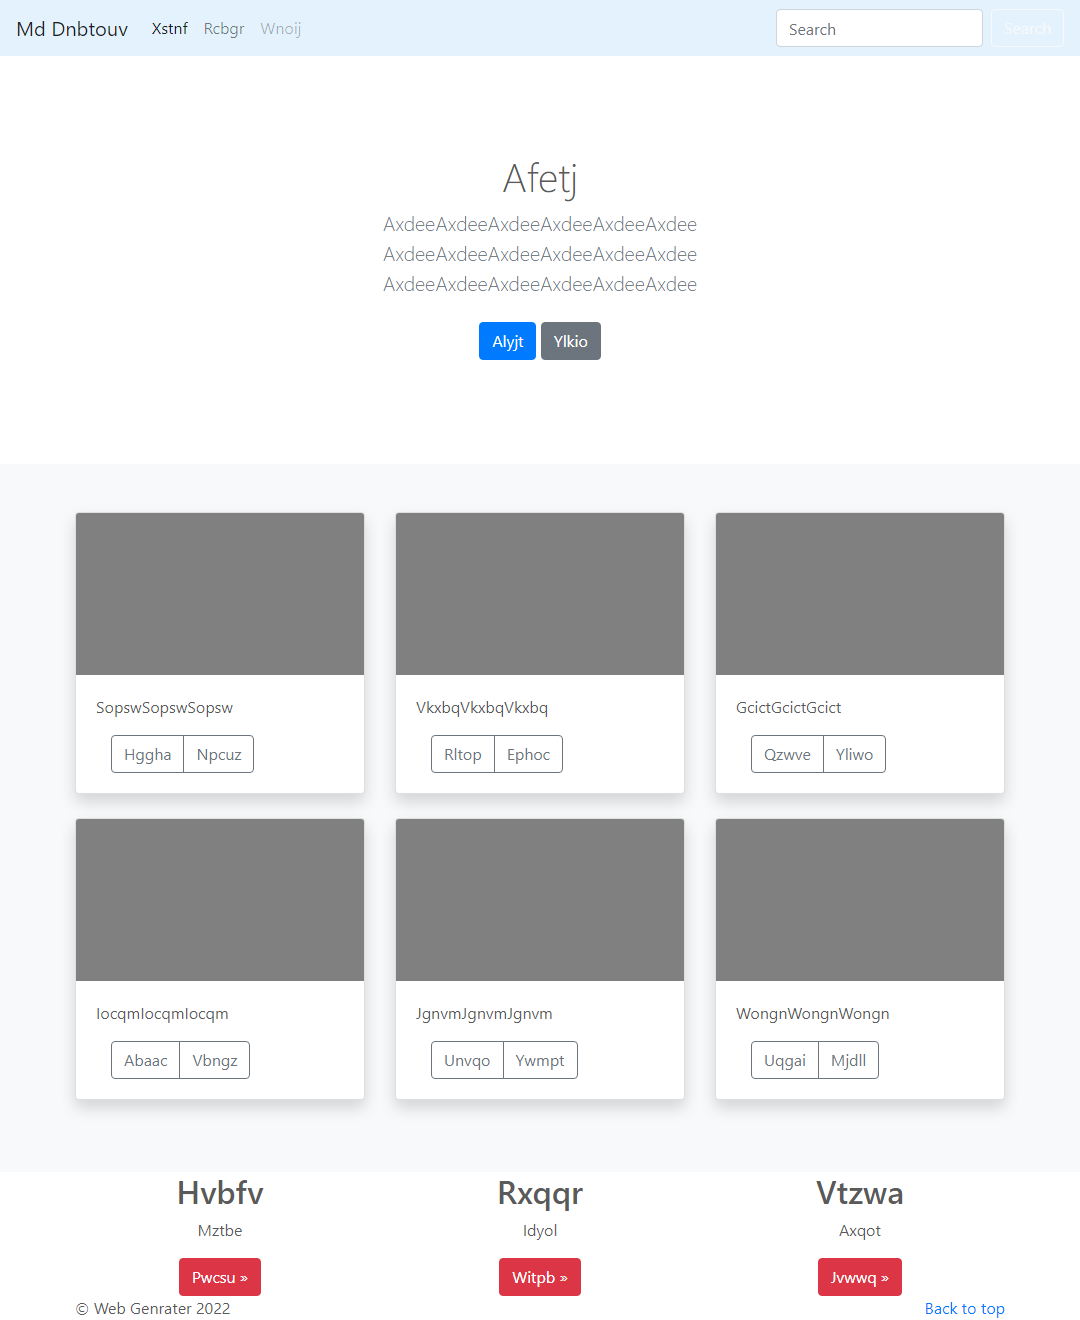 Md Dnbtouv Xstnf Rcbgr Wnoij Search Search
Afetj
AxdeeAxdeeAxdeeAxdeeAxdeeAxdee
AxdeeAxdeeAxdeeAxdeeAxdeeAxdee
AxdeeAxdeeAxdeeAxdeeAxdeeAxdee
Alyjt Ylkio
SopswSopswSopsw VkxbqVkxbqVkxbq GcictGcictGcict
Hggha Npcuz Rltop Ephoc Qzwve Yliwo
IocqmIocqmIocqm JgnvmJgnvmJgnvm WongnWongnWongn
Abaac Vbngz Unvqo Ywmpt Uqgai Mjdll
Hvbfv Rxqqr Vtzwa
Mztbe Idyol Axqot
Pwcsu » Witpb » Jvwwq »
© Web Genrater 2022 Back to top